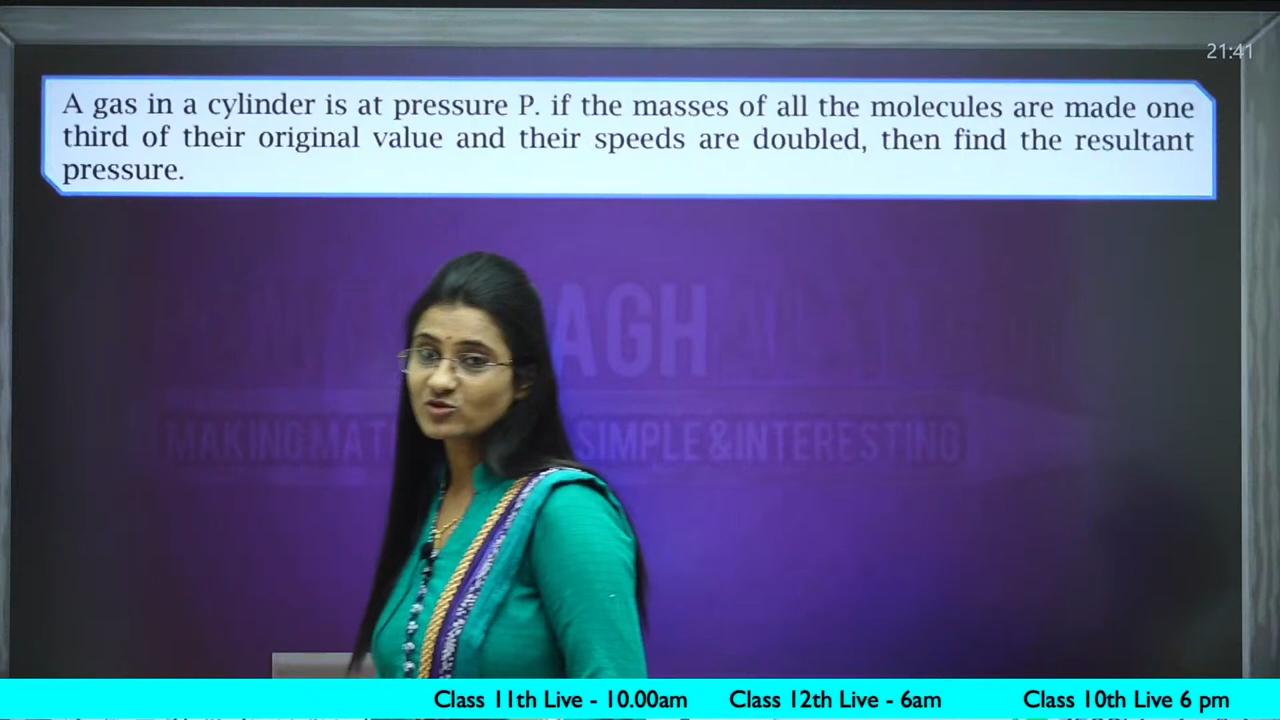 21:41
A gas in a cylinder is at pressure P. if the masses of all the molecules are made one
third of their original value and their speeds are doubled, then find the resultant
pressure.
AGH
MAKING MAT SIMPLE & INTERESTING
Class 11th Live - 10.00am Class 12th Live - 6am Class 10th Live 6 pm